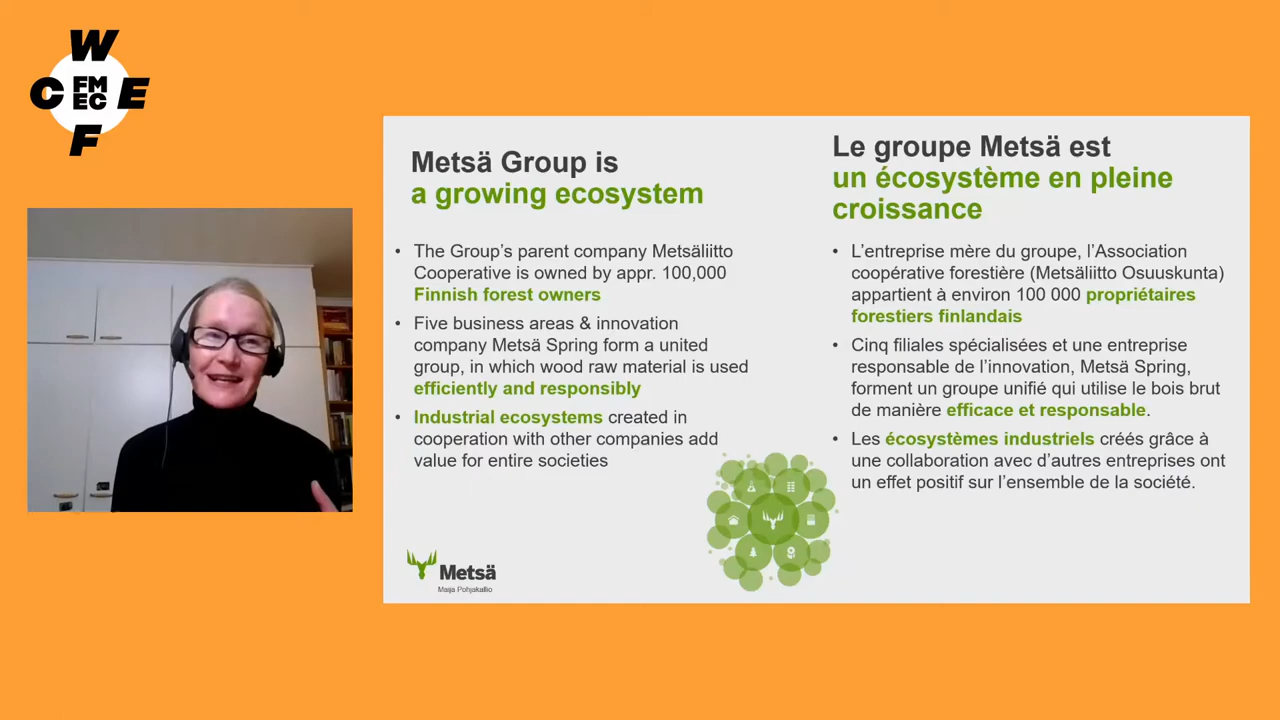 W
C FM E
EC
F
Metsä Group is
a growing ecosystem
• The Group's parent company Metsäliitto
Cooperative is owned by appr. 100,000
Finnish forest owners
• Five business areas & innovation
company Metsä Spring form a united
group, in which wood raw material is used
efficiently and responsibly
• Industrial ecosystems created in
cooperation with other companies add
value for entire societies
Metsä
Maija Pohjakallio
Le groupe Metsä est
un écosystème en pleine
croissance
• L'entreprise mère du groupe, l'Association
coopérative forestière (Metsäliitto Osuuskunta)
appartient à environ 100 000 propriétaires
forestiers finlandais
• Cinq filiales spécialisées et une entreprise
responsable de l'innovation, Metsä Spring,
forment un groupe unifié qui utilise le bois brut
de manière efficace et responsable.
• Les écosystèmes industriels créés grâce à
une collaboration avec d'autres entreprises ont
un effet positif sur l'ensemble de la société.